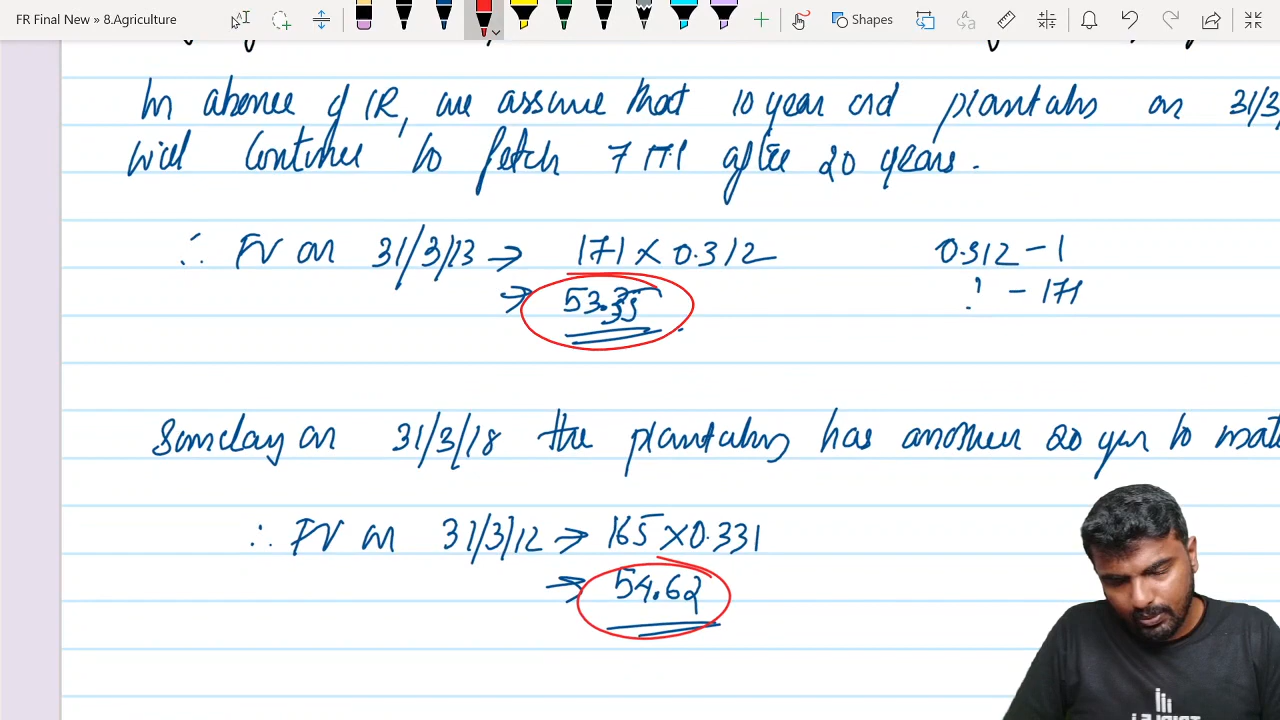 FR Final New » 8.Agriculture
Shapes
In absence of IR, we assume that 10 year old plantations on 31/3/
will continue to fetch 7 Ml after 20 years.
∴ FV on 31/3/13 → 171 × 0.312
0.312 - 1
→ 53.35
? - 171
on 31/3/18 the plantations has another 20 year to mat
∴ FV on 31/3/12 → 165 × 0.331
→ 54.62